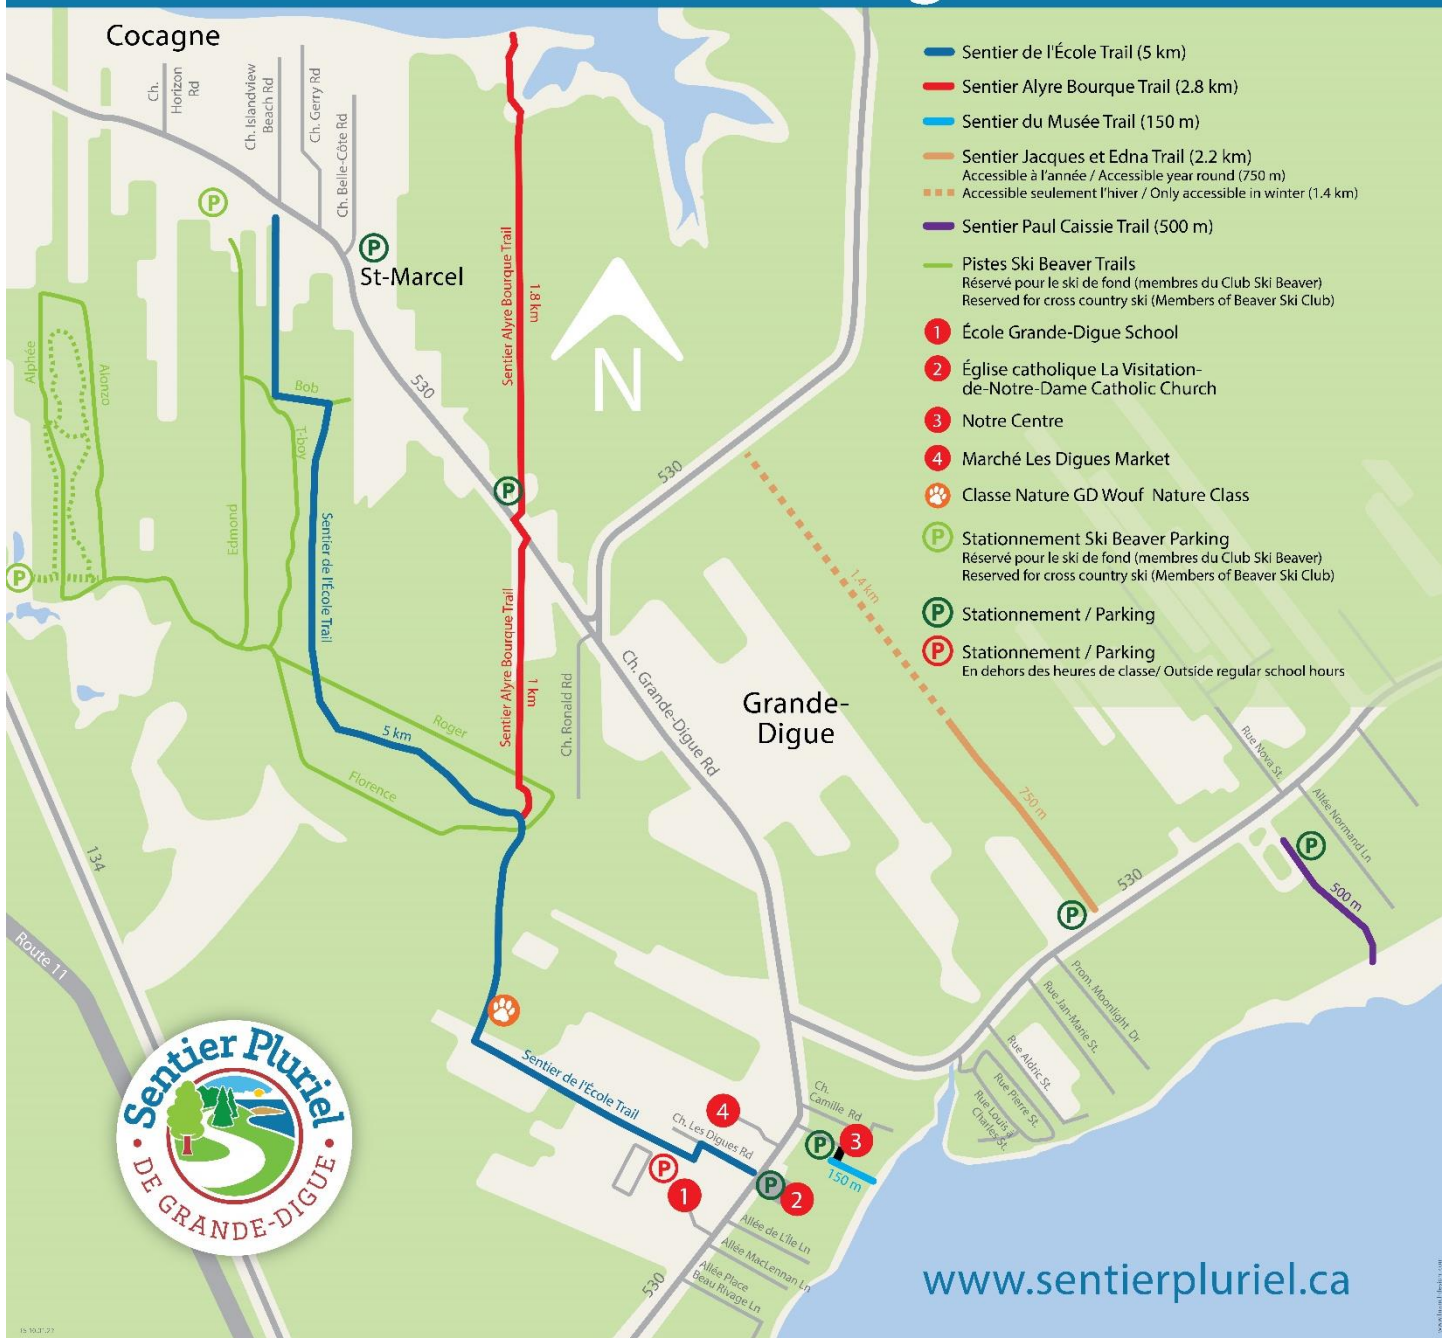 Cocagne
Ch.
Horizon
Rd
Ch. Islandview
Beach Rd
Ch. Gerry Rd
Ch. Belle-Côte Rd
P
P
St-Marcel
Sentier Alyre Bourque Trail
1.8 km
N
530
530
P
Alphée
Alonzo
Bob
T-boy
Edmond
Sentier de l'École Trail
P
Sentier Alyre Bourque Trail
1 km
Ch. Ronald Rd
Ch. Grande-Digue Rd
Roger
5 km
Florence
134
Route 11
Grande-
Digue
1.4 km
750 m
Rue Nova St.
Allée Normand Ln
P
500 m
530
P
Prom. Moonlight Dr
Rue Jan-Marie St.
Rue Aldric St.
Rue Pierre St.
Rue Louis à
Charles St.
Sentier de l'École Trail
Ch. Les Digues Rd
4
Ch.
Camille Rd
P
3
150 m
P
1
P
2
Allée de L'Île Ln
Allée MacLennan Ln
Allée Place
Beau Rivage Ln
530
Sentier de l'École Trail (5 km)
Sentier Alyre Bourque Trail (2.8 km)
Sentier du Musée Trail (150 m)
Sentier Jacques et Edna Trail (2.2 km)
Accessible à l'année / Accessible year round (750 m)
Accessible seulement l'hiver / Only accessible in winter (1.4 km)
Sentier Paul Caissie Trail (500 m)
Pistes Ski Beaver Trails
Réservé pour le ski de fond (membres du Club Ski Beaver)
Reserved for cross country ski (Members of Beaver Ski Club)
1 École Grande-Digue School
2 Église catholique La Visitation-
de-Notre-Dame Catholic Church
3 Notre Centre
4 Marché Les Digues Market
Classe Nature GD Wouf Nature Class
P Stationnement Ski Beaver Parking
Réservé pour le ski de fond (membres du Club Ski Beaver)
Reserved for cross country ski (Members of Beaver Ski Club)
P Stationnement / Parking
P Stationnement / Parking
En dehors des heures de classe/ Outside regular school hours
Sentier Pluriel
• DE GRANDE-DIGUE •
www.sentierpluriel.ca